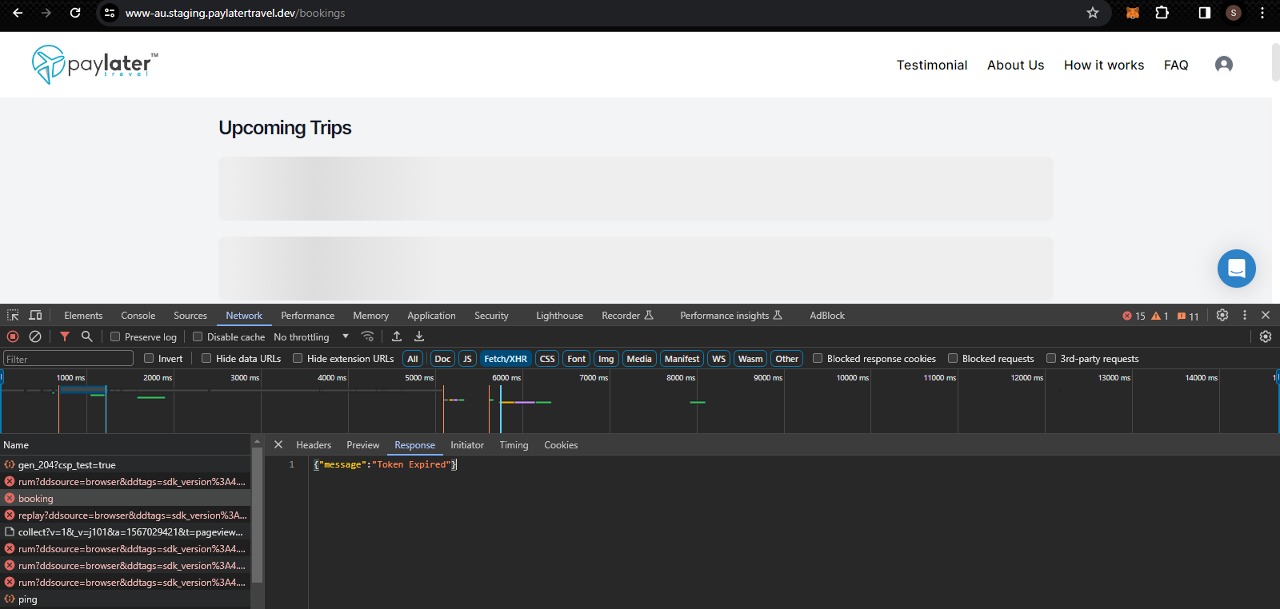 www-au.staging.paylatertravel.dev/bookings
S
paylater™
travel
Testimonial About Us How it works FAQ
Upcoming Trips
Elements Console Sources Network Performance Memory Application Security Lighthouse Recorder Performance insights AdBlock 15 1 11
Preserve log Disable cache No throttling
Filter Invert Hide data URLs Hide extension URLs All Doc JS Fetch/XHR CSS Font Img Media Manifest WS Wasm Other Blocked response cookies Blocked requests 3rd-party requests
1000 ms 2000 ms 3000 ms 4000 ms 5000 ms 6000 ms 7000 ms 8000 ms 9000 ms 10000 ms 11000 ms 12000 ms 13000 ms 14000 ms
Name Headers Preview Response Initiator Timing Cookies
gen_204?csp_test=true
1 {"message":"Token Expired"}
rum?ddsource=browser&ddtags=sdk_version%3A4....
booking
replay?ddsource=browser&ddtags=sdk_version%3A...
collect?v=1&_v=j101&a=1567029421&t=pageview...
rum?ddsource=browser&ddtags=sdk_version%3A4....
rum?ddsource=browser&ddtags=sdk_version%3A4....
rum?ddsource=browser&ddtags=sdk_version%3A4....
ping